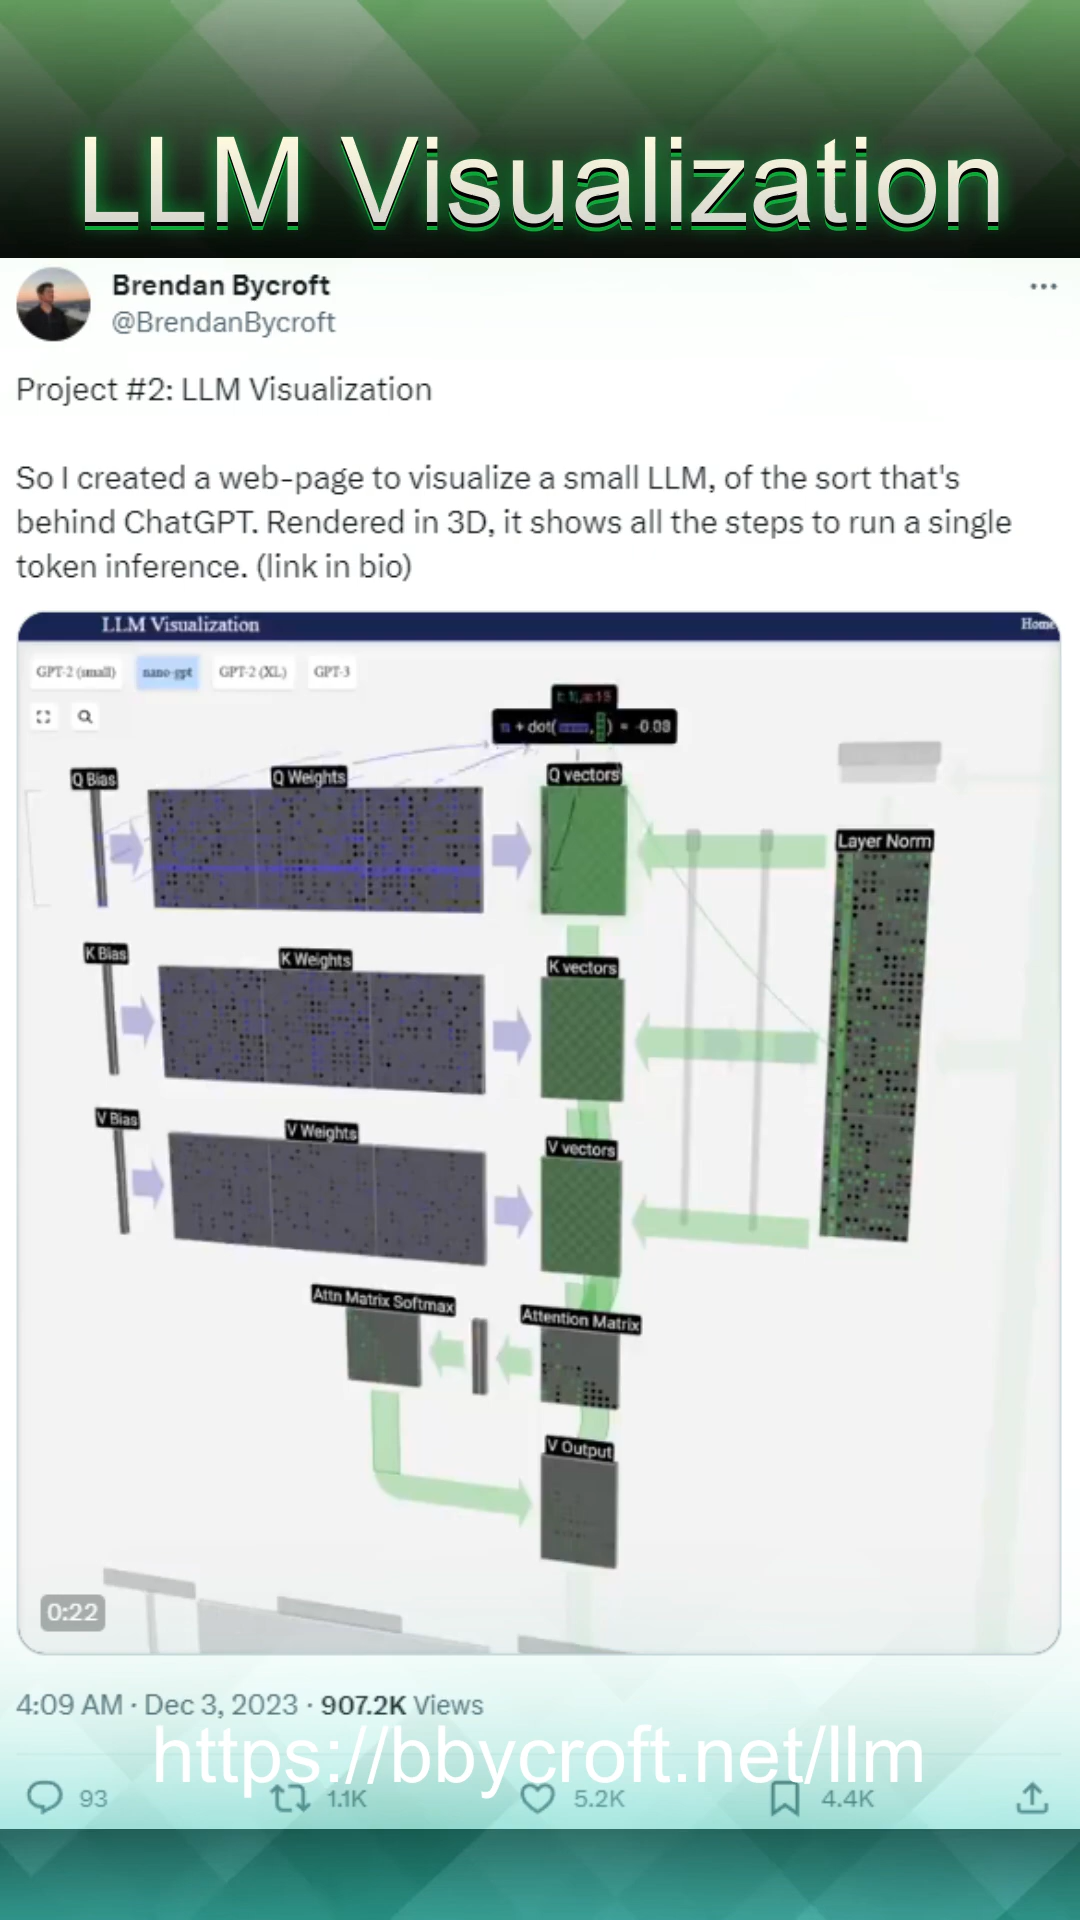 LLM Visualization
Brendan Bycroft
@BrendanBycroft
Project #2: LLM Visualization
So I created a web-page to visualize a small LLM, of the sort that's
behind ChatGPT. Rendered in 3D, it shows all the steps to run a single
token inference. (link in bio)
LLM Visualization
Home
GPT-2 (small) nano-gpt GPT-2 (XL) GPT-3
n + dot( , ) = -0.08
Q Bias
Q Weights
Q vectors
Layer Norm
K Bias
K Weights
K vectors
V Bias
V Weights
V vectors
Attn Matrix Softmax
Attention Matrix
V Output
0:22
4:09 AM · Dec 3, 2023 · 907.2K Views
https://bbycroft.net/llm
93 1.1K 5.2K 4.4K